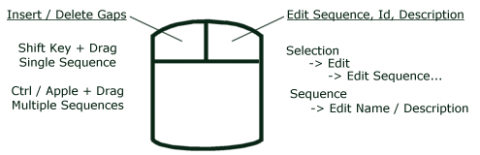 Insert / Delete Gaps
Shift Key + Drag
Single Sequence
Ctrl / Apple + Drag
Multiple Sequences
Edit Sequence, Id, Description
Selection
-> Edit
-> Edit Sequence...
Sequence
-> Edit Name / Description